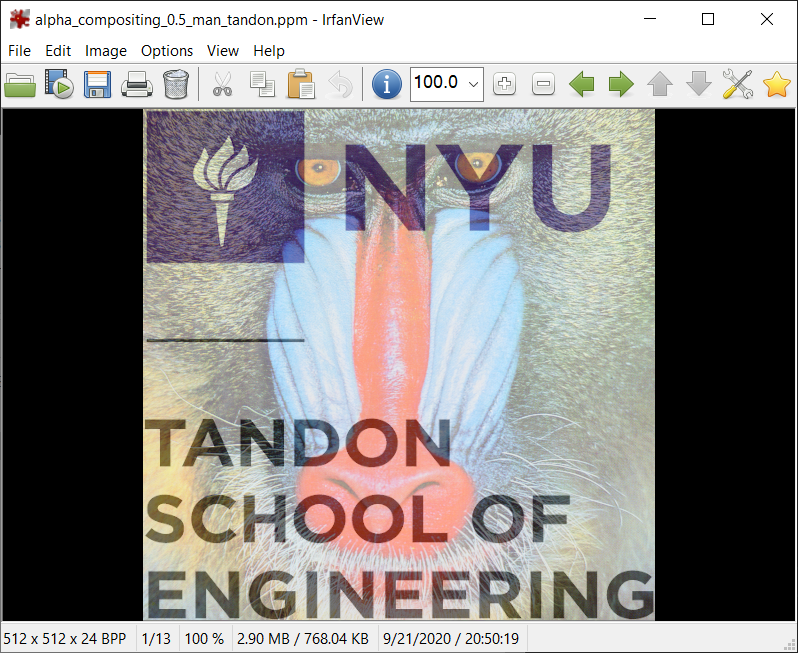 alpha_compositing_0.5_man_tandon.ppm - IrfanView
File Edit Image Options View Help
100.0
NYU
TANDON
SCHOOL OF
ENGINEERING
512 x 512 x 24 BPP 1/13 100 % 2.90 MB / 768.04 KB 9/21/2020 / 20:50:19